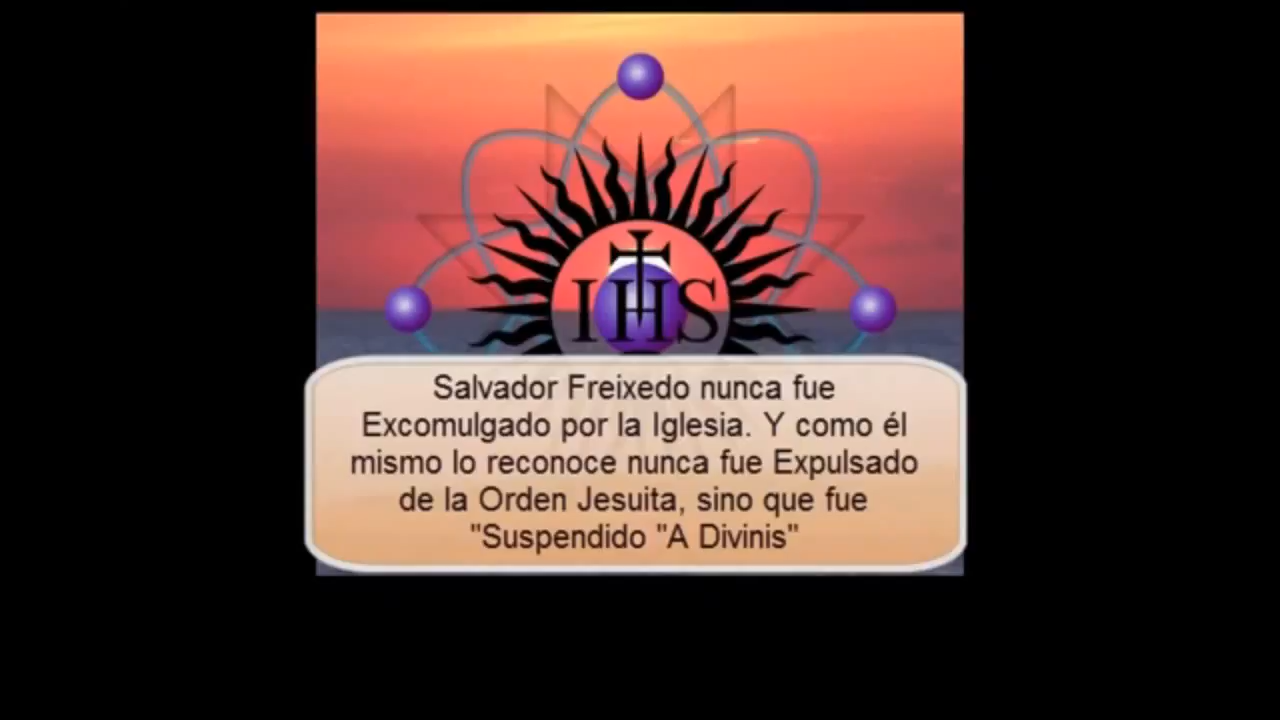 IHS
Salvador Freixedo nunca fue
Excomulgado por la Iglesia. Y como él
mismo lo reconoce nunca fue Expulsado
de la Orden Jesuita, sino que fue
"Suspendido "A Divinis"